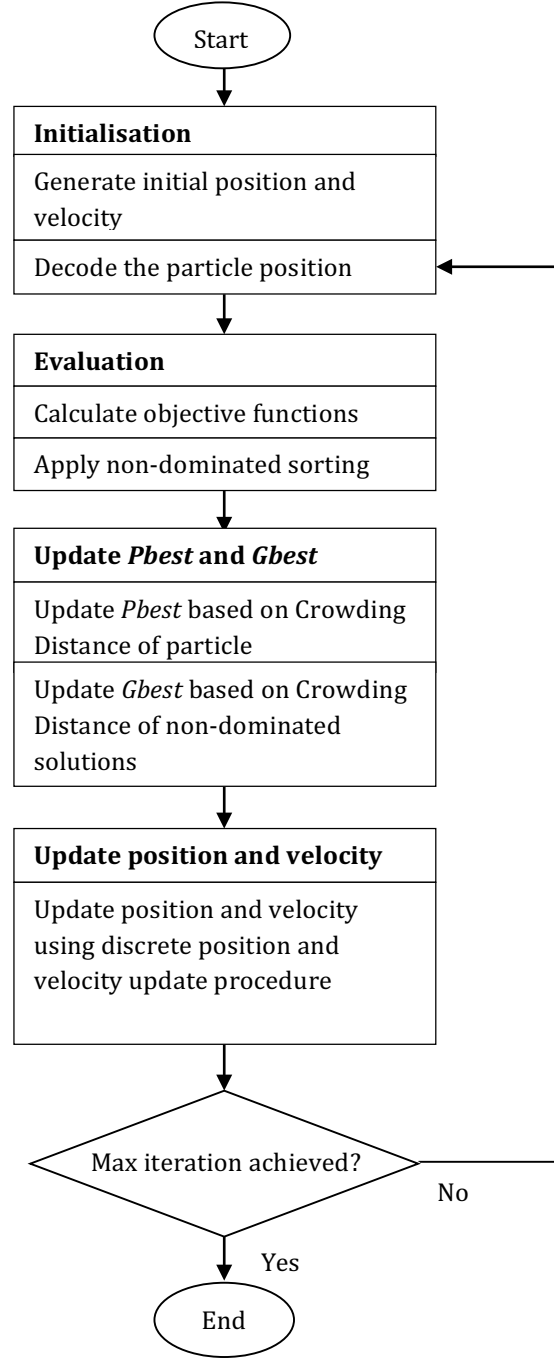 Start
Initialisation
Generate initial position and
velocity
Decode the particle position
Evaluation
Calculate objective functions
Apply non-dominated sorting
Update Pbest and Gbest
Update Pbest based on Crowding
Distance of particle
Update Gbest based on Crowding
Distance of non-dominated
solutions
Update position and velocity
Update position and velocity
using discrete position and
velocity update procedure
Max iteration achieved?
No
Yes
End